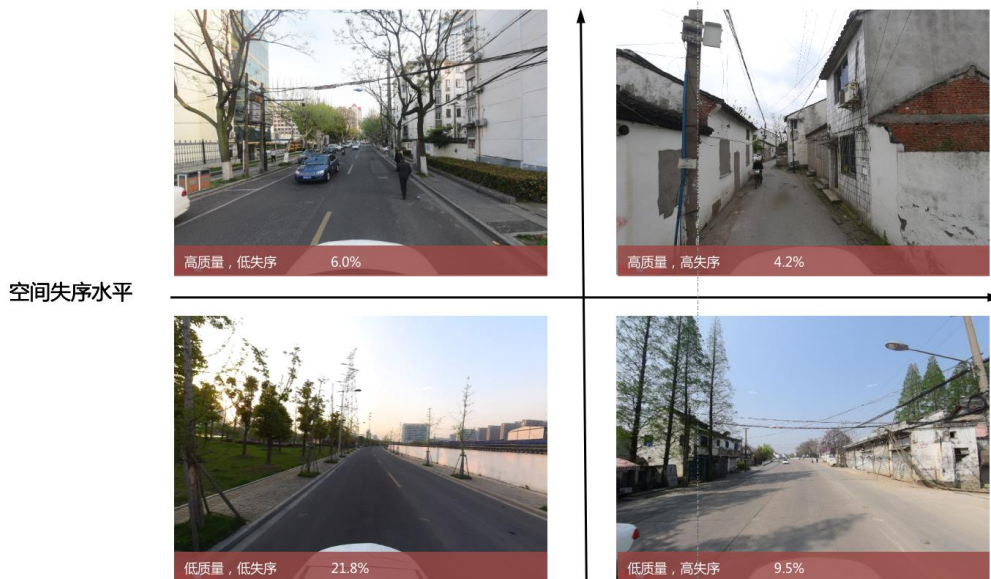 高质量，低失序 6.0%
高质量，高失序 4.2%
空间失序水平
低质量，低失序 21.8%
低质量，高失序 9.5%